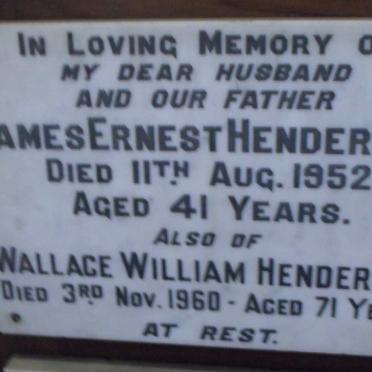 IN LOVING MEMORY O
MY DEAR HUSBAND
AND OUR FATHER
AMES ERNEST HENDER
DIED 11TH AUG. 1952
AGED 41 YEARS.
ALSO OF
WALLACE WILLIAM HENDER
DIED 3RD NOV. 1960 - AGED 71 YE
AT REST.